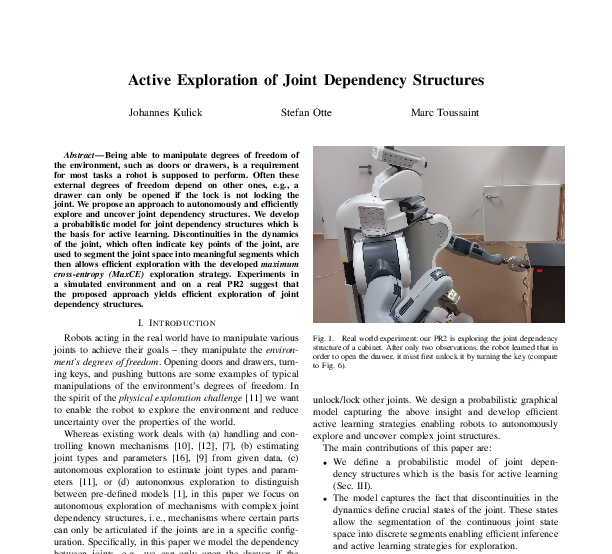 Active Exploration of Joint Dependency Structures
Johannes Kulick Stefan Otte Marc Toussaint
Abstract—Being able to manipulate degrees of freedom of
the environment, such as doors or drawers, is a requirement
for most tasks a robot is supposed to perform. Often these
external degrees of freedom depend on other ones, e.g., a
drawer can only be opened if the lock is not locking the
joint. We propose an approach to autonomously and efficiently
explore and uncover joint dependency structures. We develop
a probabilistic model for joint dependency structures which is
the basis for active learning. Discontinuities in the dynamics
of the joint, which often indicate key points of the joint, are
used to segment the joint space into meaningful segments which
then allows efficient exploration with the developed maximum
cross-entropy (MaxCE) exploration strategy. Experiments in
a simulated environment and on a real PR2 suggest that
the proposed approach yields efficient exploration of joint
dependency structures.
I. Introduction
Robots acting in the real world have to manipulate various
joints to achieve their goals – they manipulate the environ-
ment's degrees of freedom. Opening doors and drawers, turn-
ing keys, and pushing buttons are some examples of typical
manipulations of the environment's degrees of freedom. In
the spirit of the physical exploration challenge [11] we want
to enable the robot to explore the environment and reduce
uncertainty over the properties of the world.
Whereas existing work deals with (a) handling and con-
trolling known mechanisms [10], [12], [7], (b) estimating
joint types and parameters [16], [9] from given data, (c)
autonomous exploration to estimate joint types and param-
eters [11], or (d) autonomous exploration to distinguish
between pre-defined models [1], in this paper we focus on
autonomous exploration of mechanisms with complex joint
dependency structures, i.e., mechanisms where certain parts
can only be articulated if the joints are in a specific config-
uration. Specifically, in this paper we model the dependency
between joints, e.g., we can only open the drawer if the
Fig. 1. Real world experiment: our PR2 is exploring the joint dependency
structure of a cabinet. After only two observations, the robot learned that in
order to open the drawer, it must first unlock it by turning the key (compare
to Fig. 6).
unlock/lock other joints. We design a probabilistic graphical
model capturing the above insight and develop efficient
active learning strategies enabling robots to autonomously
explore and uncover complex joint structures.
The main contributions of this paper are:
• We define a probabilistic model of joint depen-
dency structures which is the basis for active learning
(Sec. III).
• The model captures the fact that discontinuities in the
dynamics define crucial states of the joint. These states
allow the segmentation of the continuous joint state
space into discrete segments enabling efficient inference
and active learning strategies for exploration.